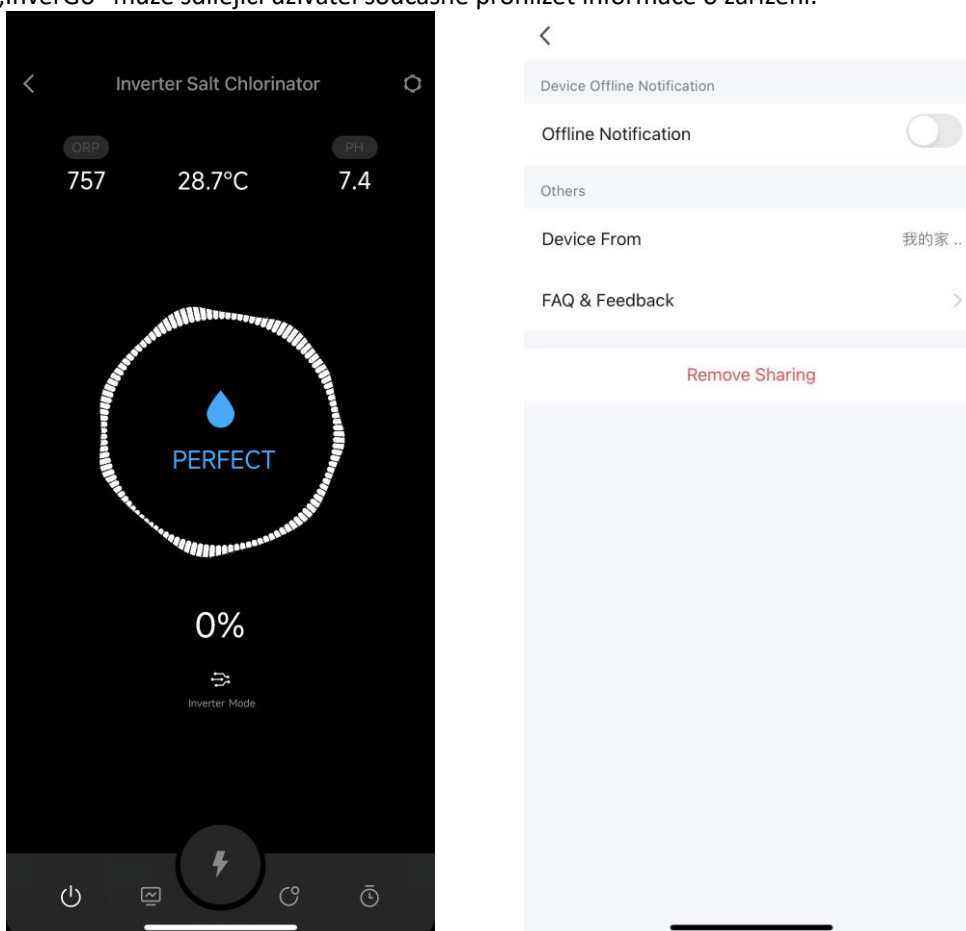 „InverGo“ může sdílející uživatel současně prohlížet informace o zařízení.
Inverter Salt Chlorinator
ORP
PH
757
28.7°C
7.4
PERFECT
0%
Inverter Mode
Device Offline Notification
Offline Notification
Others
Device From
我的家 ..
FAQ & Feedback
Remove Sharing